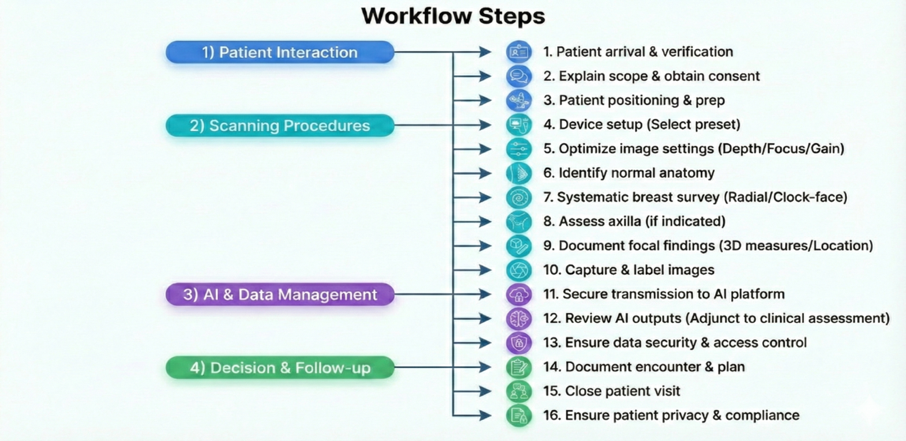 Workflow Steps
1) Patient Interaction
1. Patient arrival & verification
2. Explain scope & obtain consent
3. Patient positioning & prep
2) Scanning Procedures
4. Device setup (Select preset)
5. Optimize image settings (Depth/Focus/Gain)
6. Identify normal anatomy
7. Systematic breast survey (Radial/Clock-face)
8. Assess axilla (if indicated)
9. Document focal findings (3D measures/Location)
10. Capture & label images
3) AI & Data Management
11. Secure transmission to AI platform
12. Review AI outputs (Adjunct to clinical assessment)
13. Ensure data security & access control
4) Decision & Follow-up
14. Document encounter & plan
15. Close patient visit
16. Ensure patient privacy & compliance